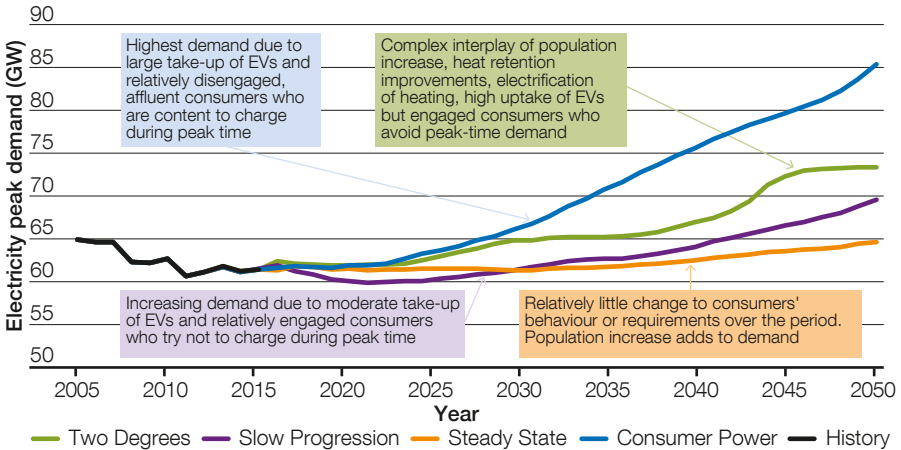 90
85
80
75
70
65
60
55
50
Electricity peak demand (GW)
Highest demand due to
large take-up of EVs and
relatively disengaged,
affluent consumers who
are content to charge
during peak time
Complex interplay of population
increase, heat retention
improvements, electrification
of heating, high uptake of EVs
but engaged consumers who
avoid peak-time demand
Increasing demand due to moderate take-up
of EVs and relatively engaged consumers
who try not to charge during peak time
Relatively little change to consumers'
behaviour or requirements over the period.
Population increase adds to demand
2005 2010 2015 2020 2025 2030 2035 2040 2045 2050
Year
Two Degrees Slow Progression Steady State Consumer Power History